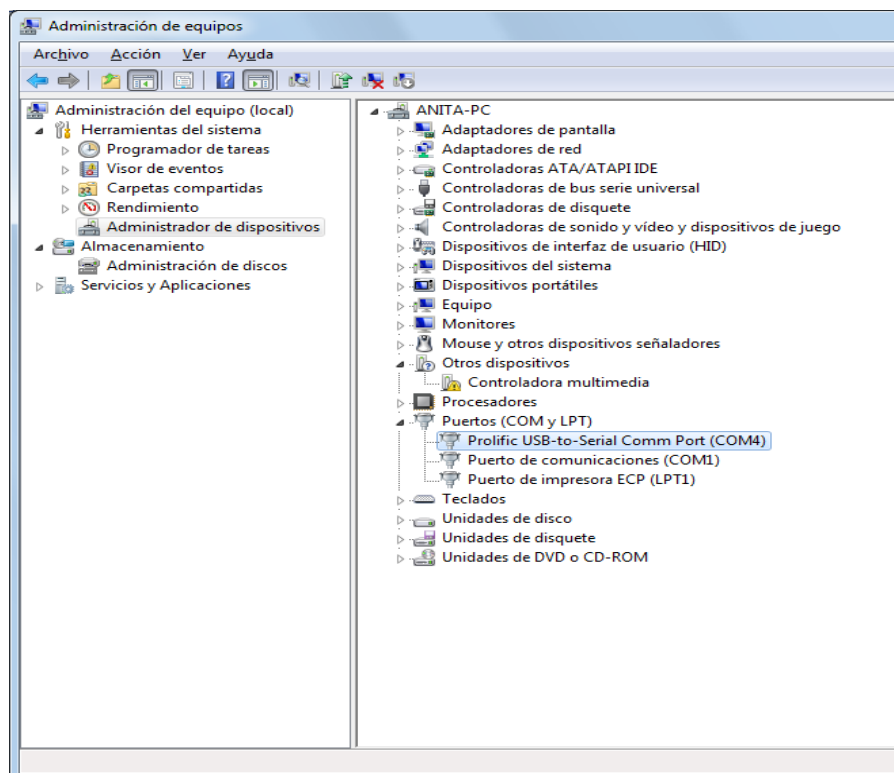 Administración de equipos
Archivo Acción Ver Ayuda
Administración del equipo (local)
Herramientas del sistema
Programador de tareas
Visor de eventos
Carpetas compartidas
Rendimiento
Administrador de dispositivos
Almacenamiento
Administración de discos
Servicios y Aplicaciones
ANITA-PC
Adaptadores de pantalla
Adaptadores de red
Controladoras ATA/ATAPI IDE
Controladoras de bus serie universal
Controladoras de disquete
Controladoras de sonido y vídeo y dispositivos de juego
Dispositivos de interfaz de usuario (HID)
Dispositivos del sistema
Dispositivos portátiles
Equipo
Monitores
Mouse y otros dispositivos señaladores
Otros dispositivos
Controladora multimedia
Procesadores
Puertos (COM y LPT)
Prolific USB-to-Serial Comm Port (COM4)
Puerto de comunicaciones (COM1)
Puerto de impresora ECP (LPT1)
Teclados
Unidades de disco
Unidades de disquete
Unidades de DVD o CD-ROM